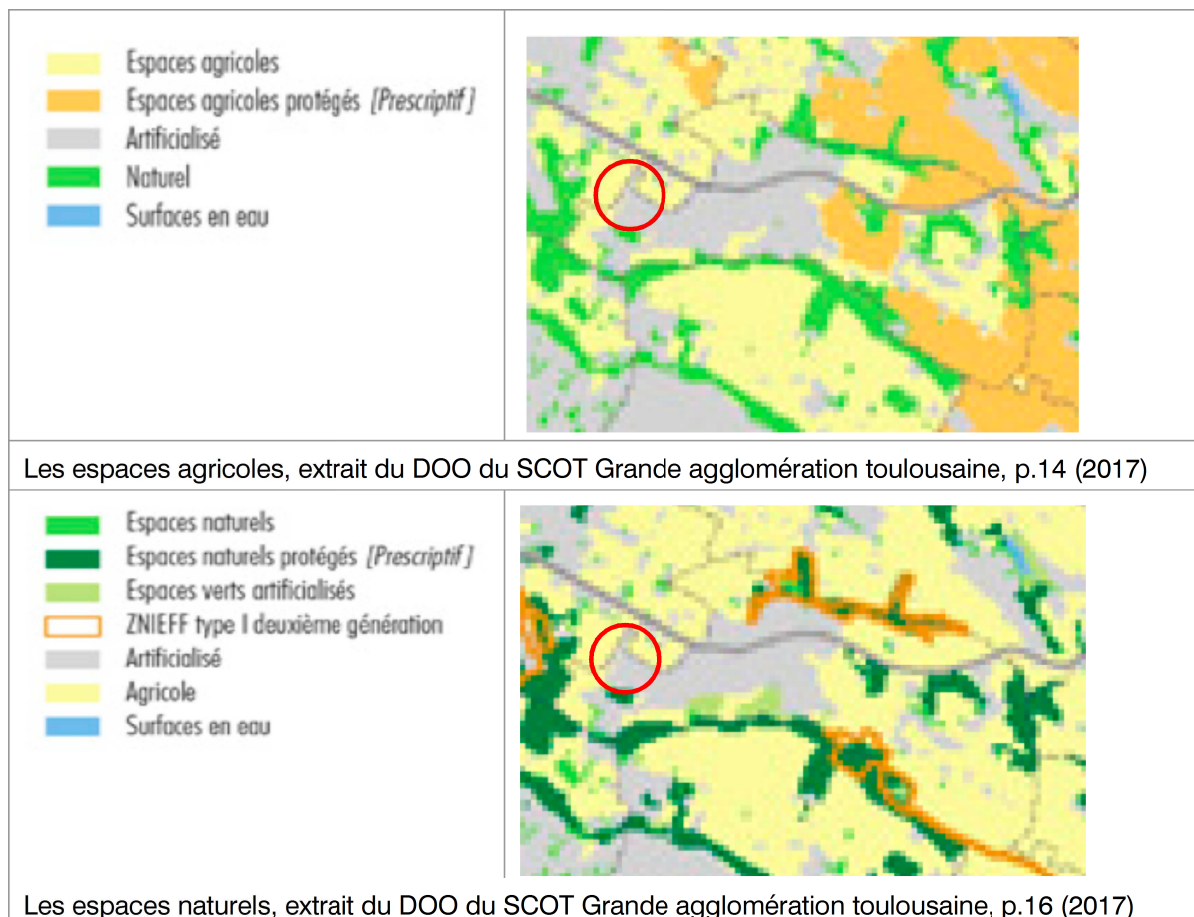 Espaces agricoles
Espaces agricoles protégés [Prescriptif]
Artificialisé
Naturel
Surfaces en eau
Les espaces agricoles, extrait du DOO du SCOT Grande agglomération toulousaine, p.14 (2017)
Espaces naturels
Espaces naturels protégés [Prescriptif]
Espaces verts artificialisés
ZNIEFF type I deuxième génération
Artificialisé
Agricole
Surfaces en eau
Les espaces naturels, extrait du DOO du SCOT Grande agglomération toulousaine, p.16 (2017)